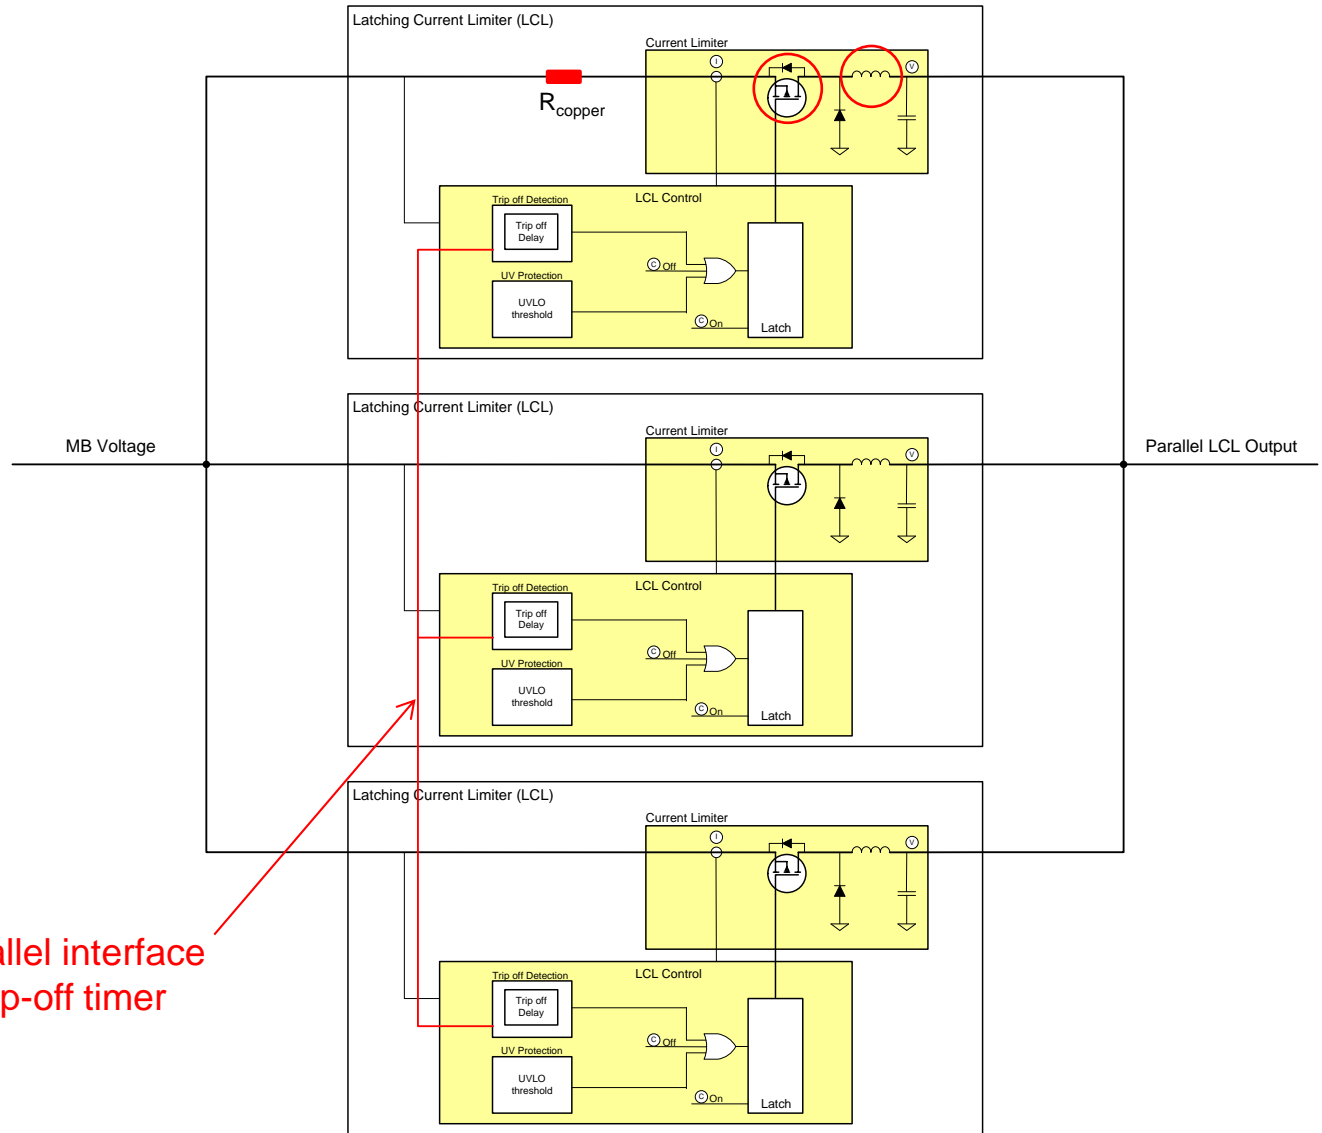 Latching Current Limiter (LCL)
Current Limiter
I
V
R copper
LCL Control
Trip off Detection
Trip off
Delay
C Off
UV Protection
UVLO
threshold
C On
Latch
Latching Current Limiter (LCL)
Current Limiter
I
V
MB Voltage
Parallel LCL Output
LCL Control
Trip off Detection
Trip off
Delay
C Off
UV Protection
UVLO
threshold
C On
Latch
Latching Current Limiter (LCL)
Current Limiter
I
V
allel interface
p-off timer
LCL Control
Trip off Detection
Trip off
Delay
C Off
UV Protection
UVLO
threshold
C On
Latch